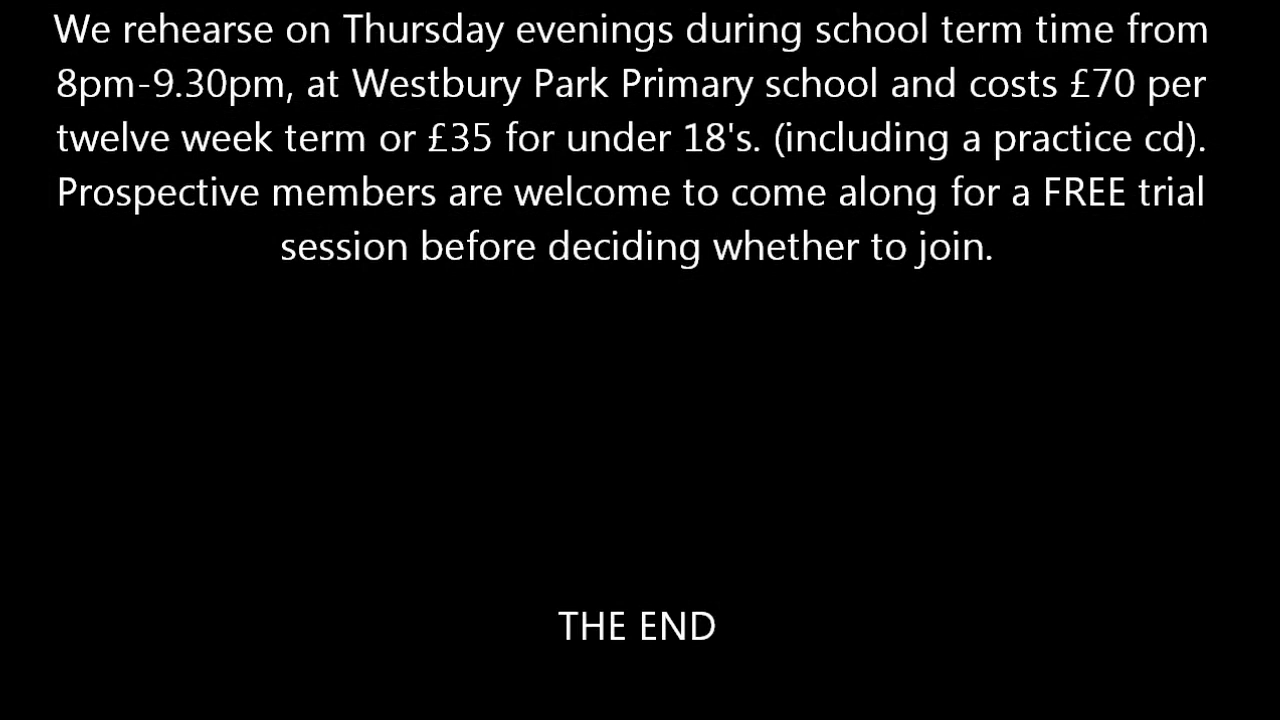 We rehearse on Thursday evenings during school term time from
8pm-9.30pm, at Westbury Park Primary school and costs £70 per
twelve week term or £35 for under 18's. (including a practice cd).
Prospective members are welcome to come along for a FREE trial
session before deciding whether to join.
THE END